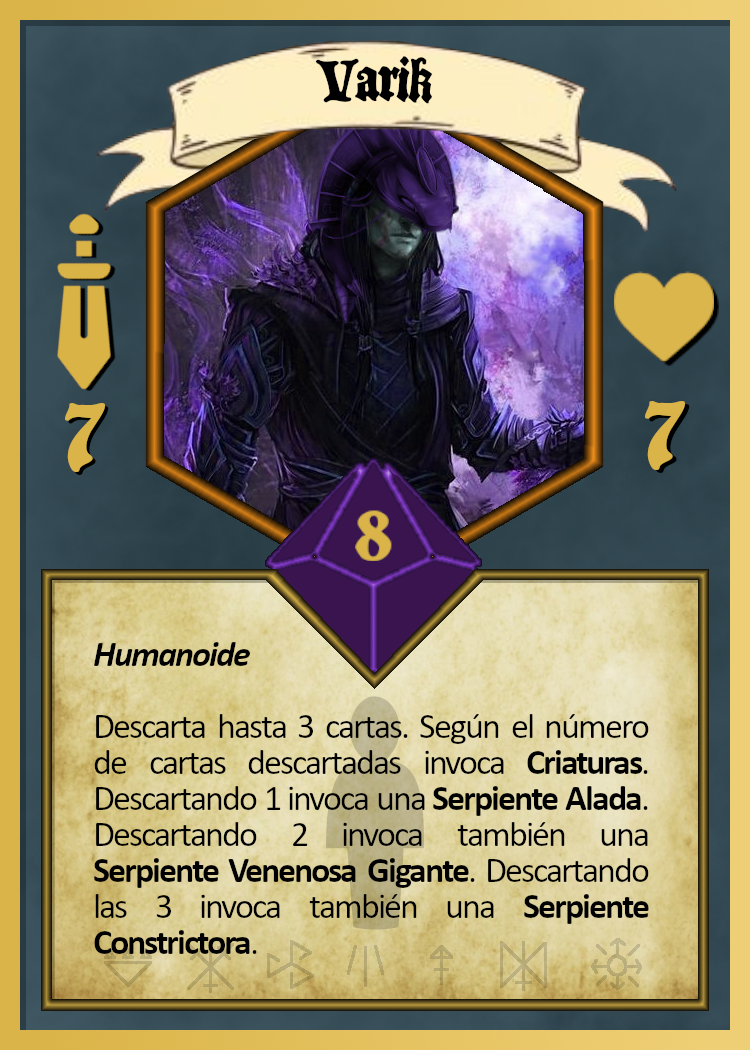 Varik
7
7
8
Humanoide
Descarta hasta 3 cartas. Según el número
de cartas descartadas invoca Criaturas.
Descartando 1 invoca una Serpiente Alada.
Descartando 2 invoca también una
Serpiente Venenosa Gigante. Descartando
las 3 invoca también una Serpiente
Constrictora.